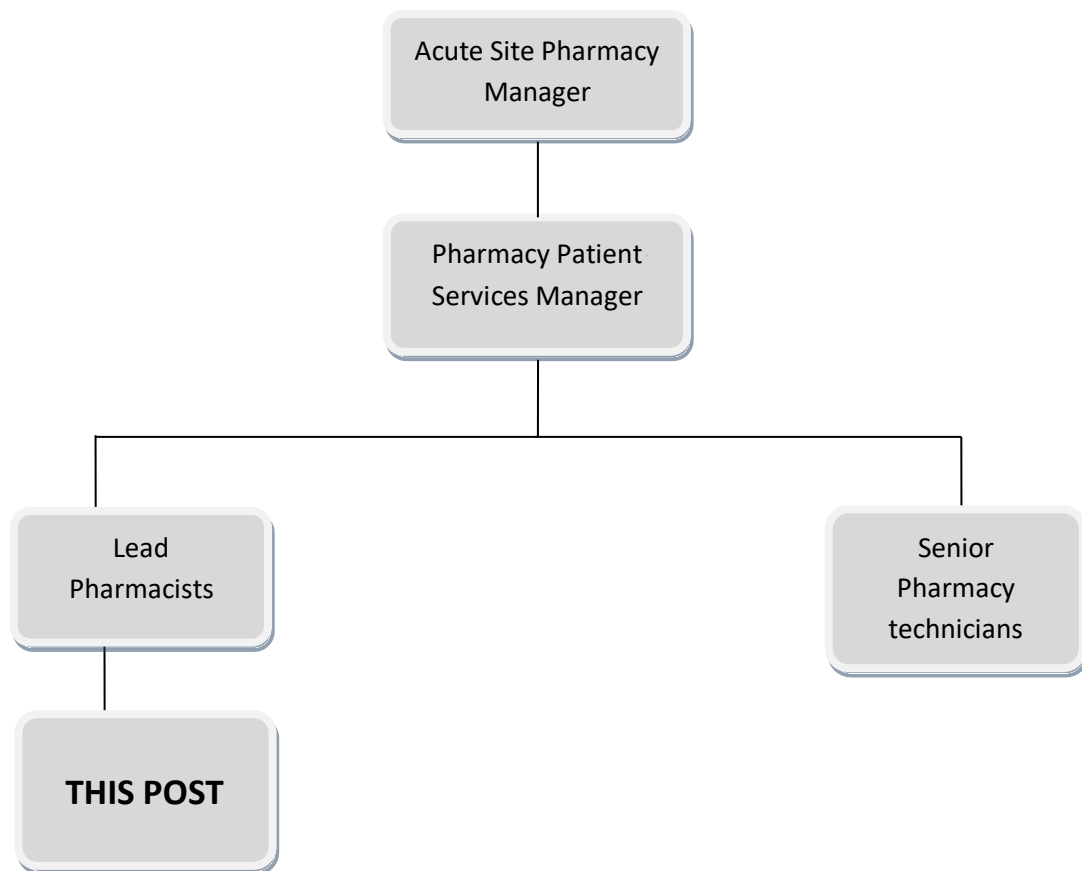 Acute Site Pharmacy
Manager
Pharmacy Patient
Services Manager
Lead
Pharmacists
Senior
Pharmacy
technicians
THIS POST